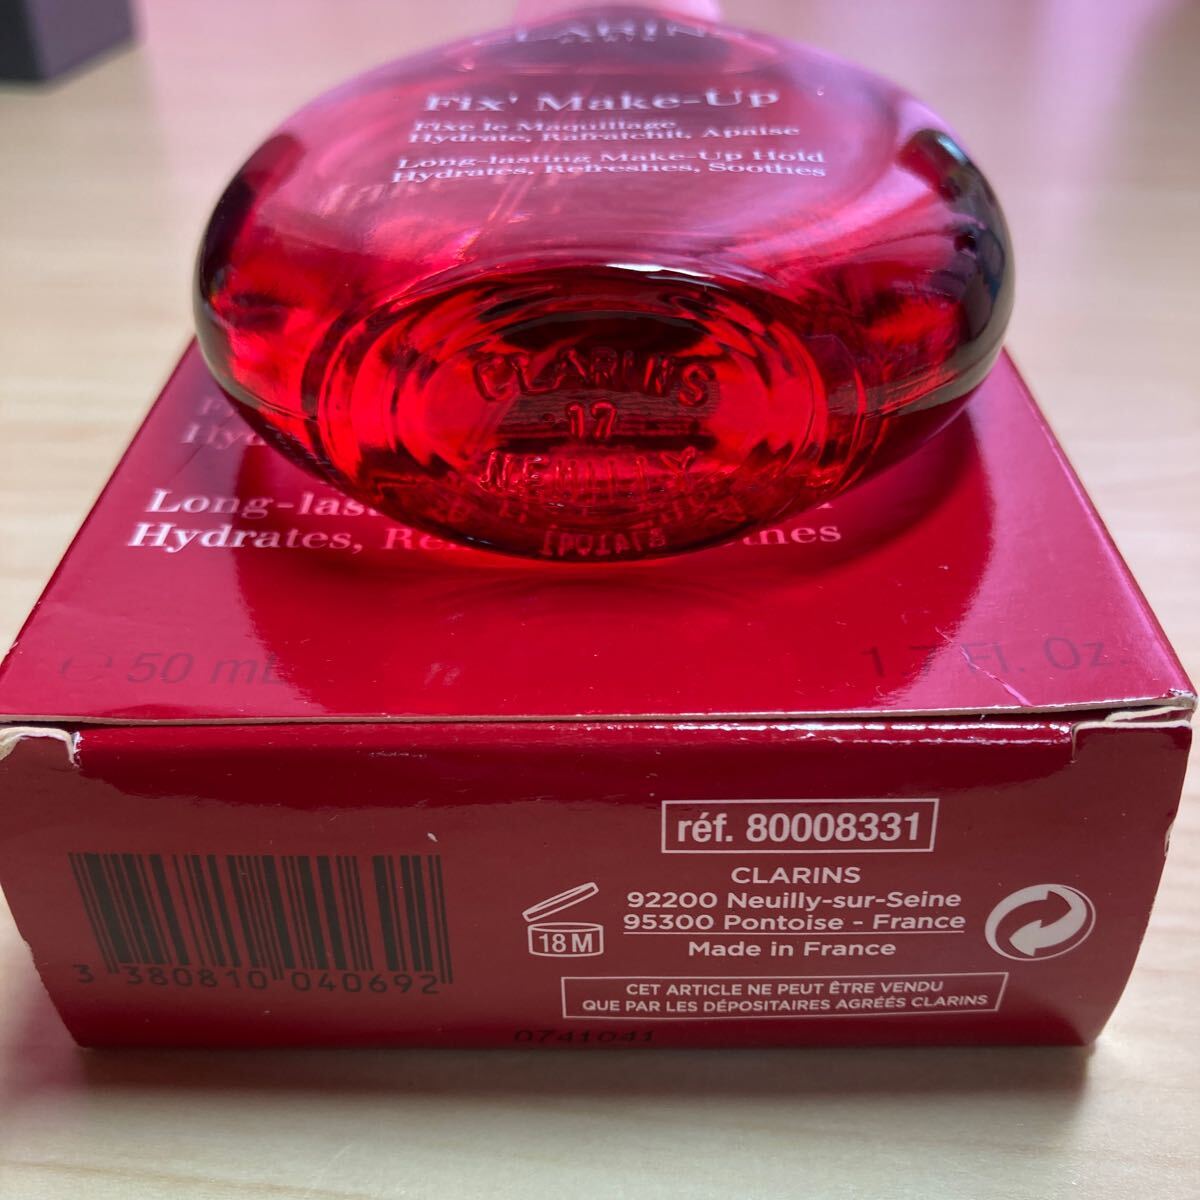 CLARINS
PARIS
Fix' Make-Up
Fixe le Maquillage
Hydrate, Rafraîchit, Apaise
Long-lasting Make-Up Hold
Hydrates, Refreshes, Soothes
CLARINS
17
NEUILLY
Long-las
Hydrates,
℮ 50 mL
1.7 Fl. Oz.
réf. 80008331
CLARINS
92200 Neuilly-sur-Seine
95300 Pontoise - France
Made in France
18M
CET ARTICLE NE PEUT ÊTRE VENDU
QUE PAR LES DÉPOSITAIRES AGRÉÉS CLARINS
3 380810 040692
0741041